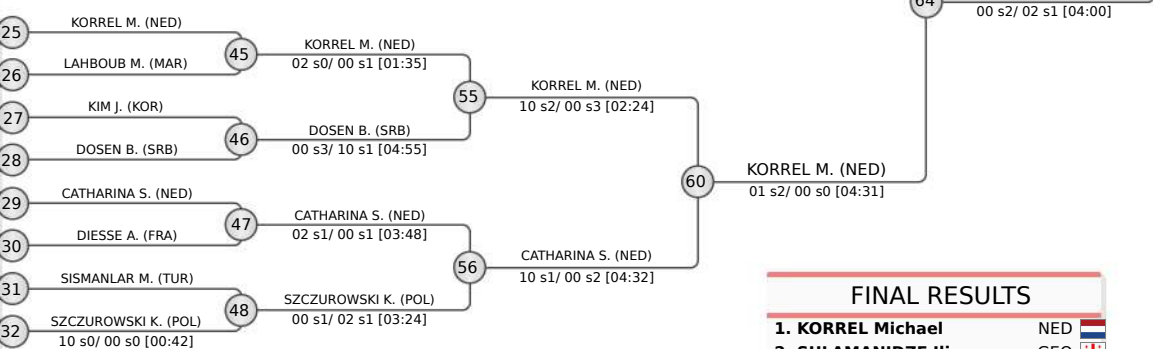 64
00 s2/ 02 s1 [04:00]
25
KORREL M. (NED)
26
LAHBOUB M. (MAR)
45
KORREL M. (NED)
02 s0/ 00 s1 [01:35]
27
KIM J. (KOR)
28
DOSEN B. (SRB)
46
DOSEN B. (SRB)
00 s3/ 10 s1 [04:55]
55
KORREL M. (NED)
10 s2/ 00 s3 [02:24]
29
CATHARINA S. (NED)
30
DIESSE A. (FRA)
47
CATHARINA S. (NED)
02 s1/ 00 s1 [03:48]
31
SISMANLAR M. (TUR)
32
SZCZUROWSKI K. (POL)
10 s0/ 00 s0 [00:42]
48
SZCZUROWSKI K. (POL)
00 s1/ 02 s1 [03:24]
56
CATHARINA S. (NED)
10 s1/ 00 s2 [04:32]
60
KORREL M. (NED)
01 s2/ 00 s0 [04:31]
FINAL RESULTS
1. KORREL Michael NED